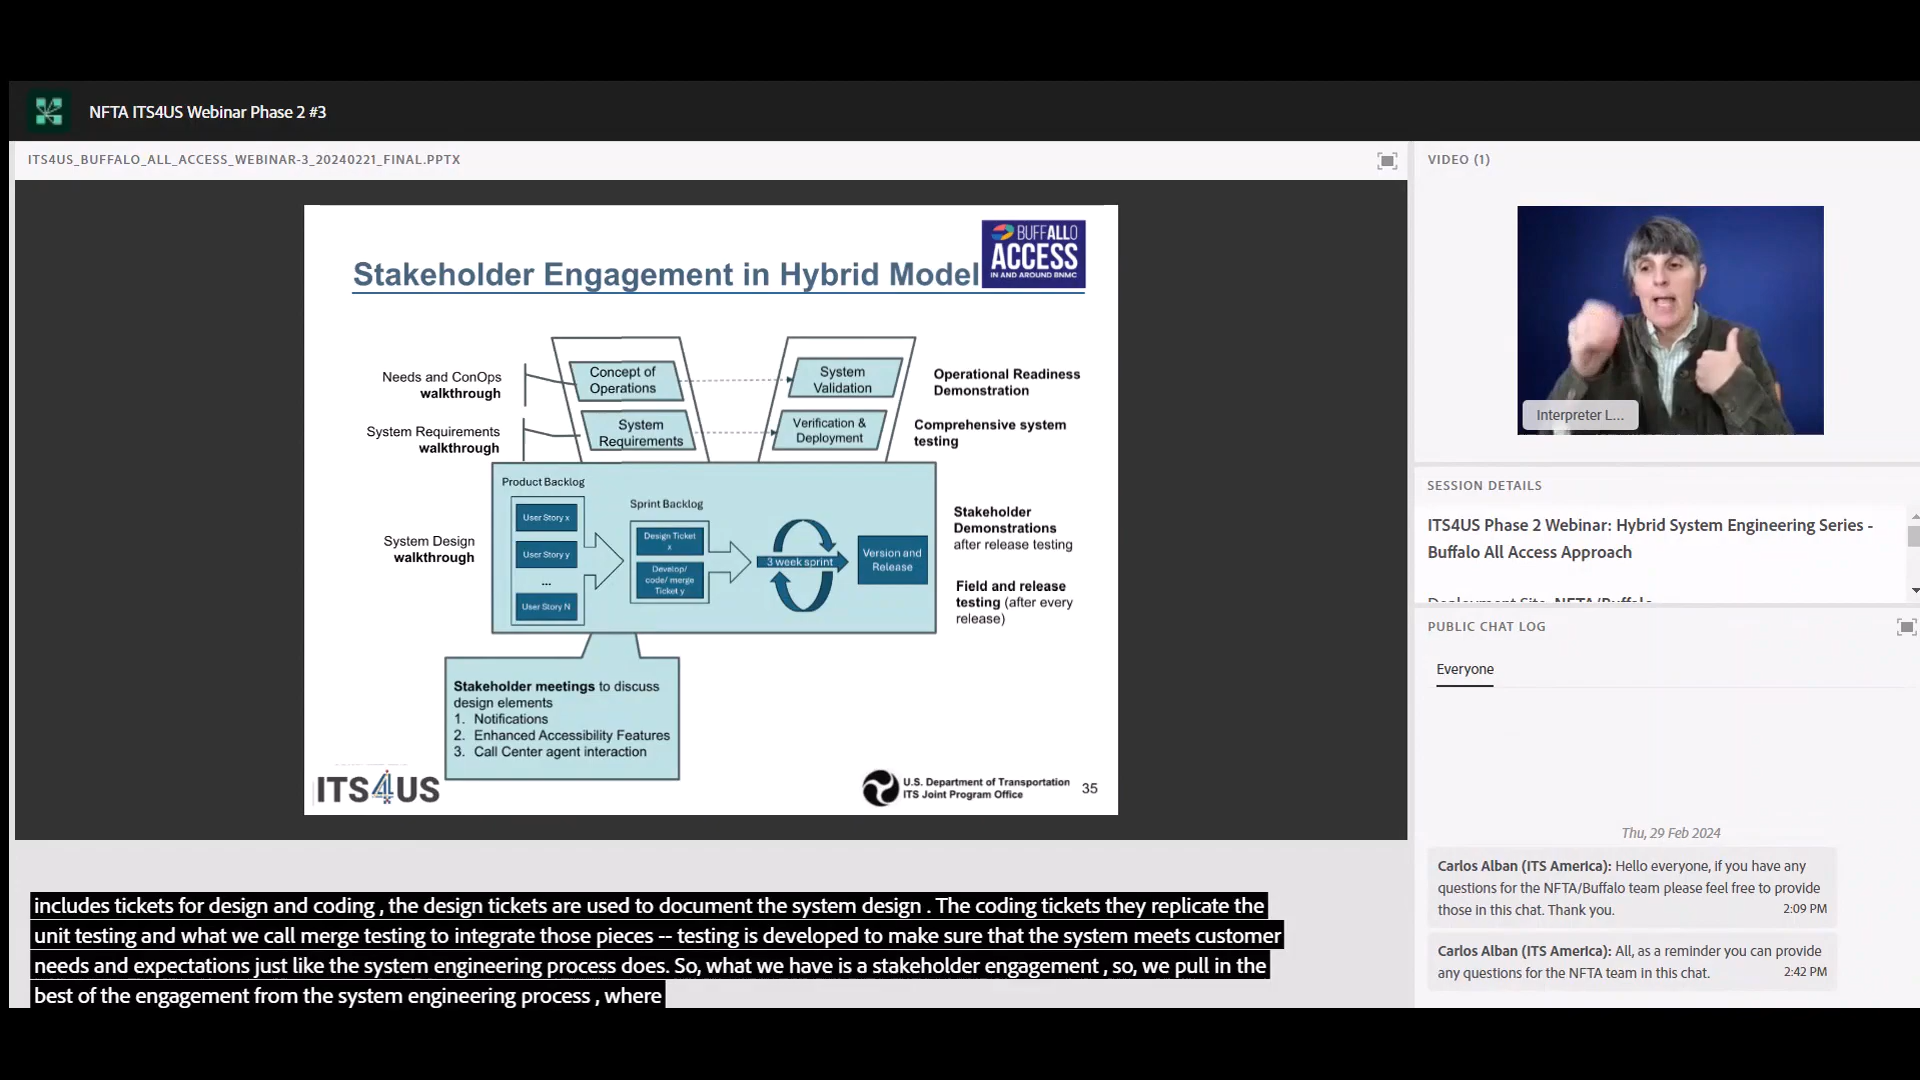 NFTA ITS4US Webinar Phase 2 #3
ITS4US_BUFFALO_ALL_ACCESS_WEBINAR-3_20240221_FINAL.PPTX
Stakeholder Engagement in Hybrid Model
BUFFALLO
ACCESS
IN AND AROUND BNMC
Needs and ConOps
walkthrough
Concept of
Operations
System
Validation
Operational Readiness
Demonstration
System Requirements
walkthrough
System
Requirements
Verification &
Deployment
Comprehensive system
testing
System Design
walkthrough
Product Backlog
User Story x
User Story y
...
User Story N
Sprint Backlog
Design Ticket
x
Develop/
code/ merge
Ticket y
3 week sprint
Version and
Release
Stakeholder
Demonstrations
after release testing
Field and release
testing (after every
release)
Stakeholder meetings to discuss
design elements
1. Notifications
2. Enhanced Accessibility Features
3. Call Center agent interaction
ITS4US
U.S. Department of Transportation
ITS Joint Program Office
35
includes tickets for design and coding , the design tickets are used to document the system design . The coding tickets they replicate the
unit testing and what we call merge testing to integrate those pieces -- testing is developed to make sure that the system meets customer
needs and expectations just like the system engineering process does. So, what we have is a stakeholder engagement , so, we pull in the
best of the engagement from the system engineering process , where
VIDEO (1)
Interpreter L...
SESSION DETAILS
ITS4US Phase 2 Webinar: Hybrid System Engineering Series -
Buffalo All Access Approach
Deployment Site: NFTA/Buffalo
PUBLIC CHAT LOG
Everyone
Thu, 29 Feb 2024
Carlos Alban (ITS America): Hello everyone, if you have any
questions for the NFTA/Buffalo team please feel free to provide
those in this chat. Thank you. 2:09 PM
Carlos Alban (ITS America): All, as a reminder you can provide
any questions for the NFTA team in this chat. 2:42 PM